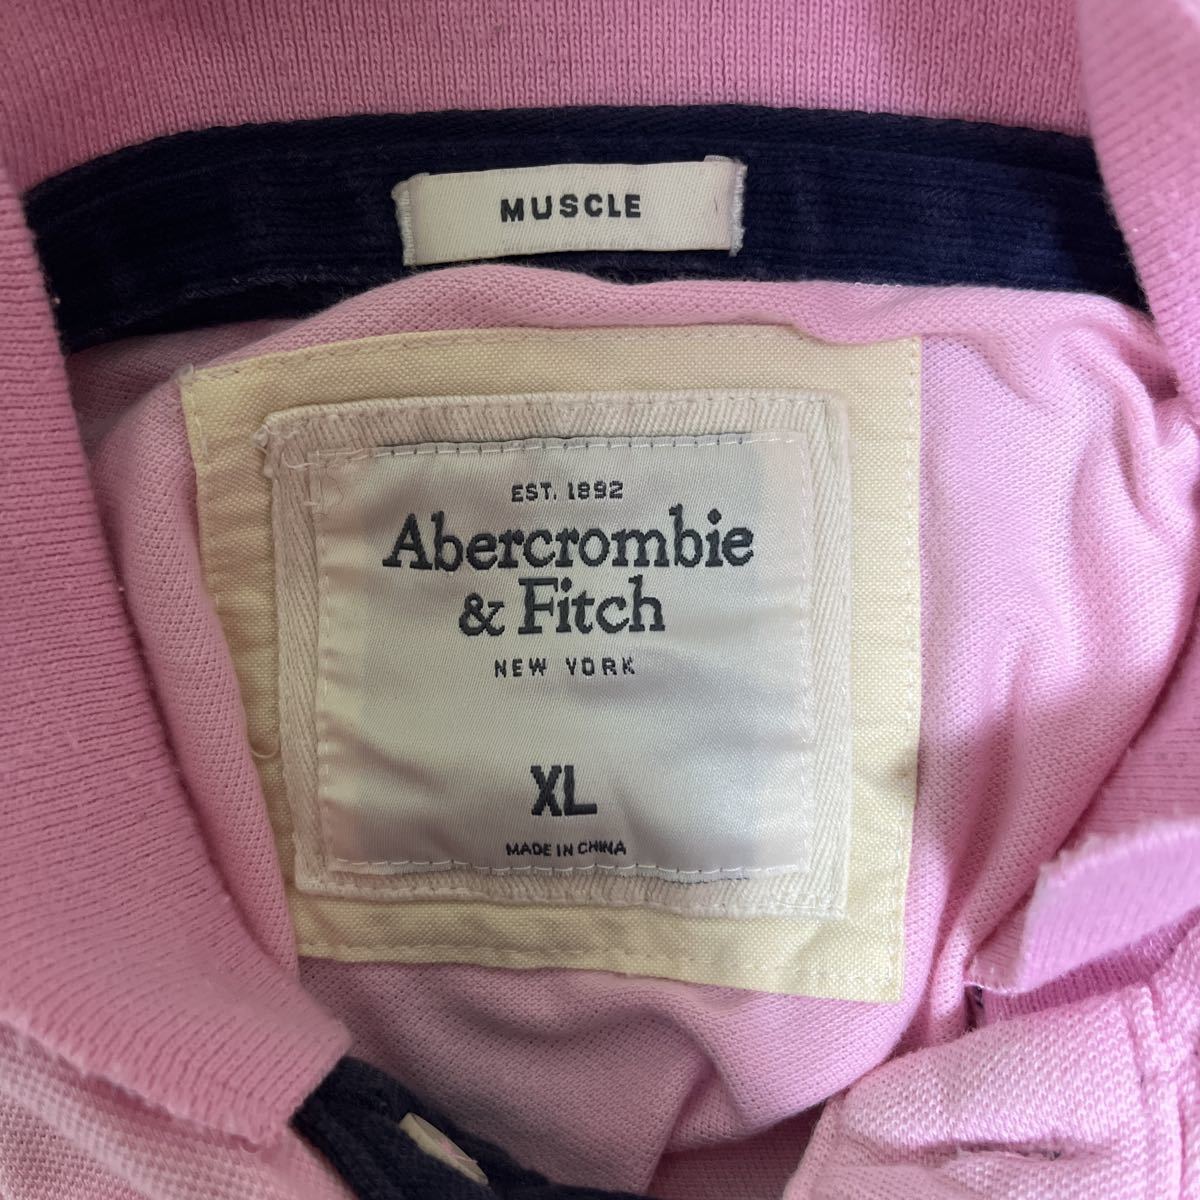 MUSCLE
EST. 1892
Abercrombie
& Fitch
NEW YORK
XL
MADE IN CHINA